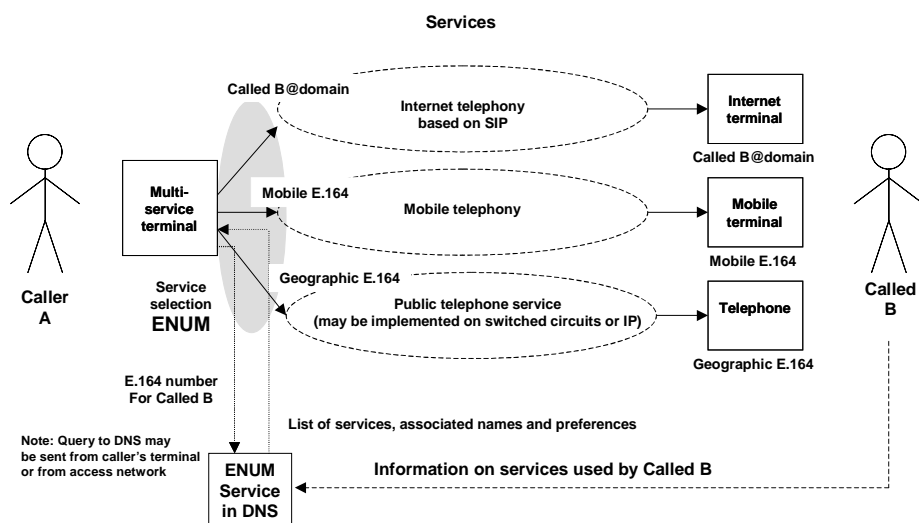 Services
Called B@domain
Internet telephony
based on SIP
Internet
terminal
Called B@domain
Multi-
service
terminal
Mobile E.164
Mobile telephony
Mobile
terminal
Mobile E.164
Caller
A
Called
B
Service
selection
ENUM
Geographic E.164
Public telephone service
(may be implemented on switched circuits or IP)
Telephone
Geographic E.164
E.164 number
For Called B
List of services, associated names and preferences
Note: Query to DNS may
be sent from caller's terminal
or from access network
ENUM
Service
in DNS
Information on services used by Called B